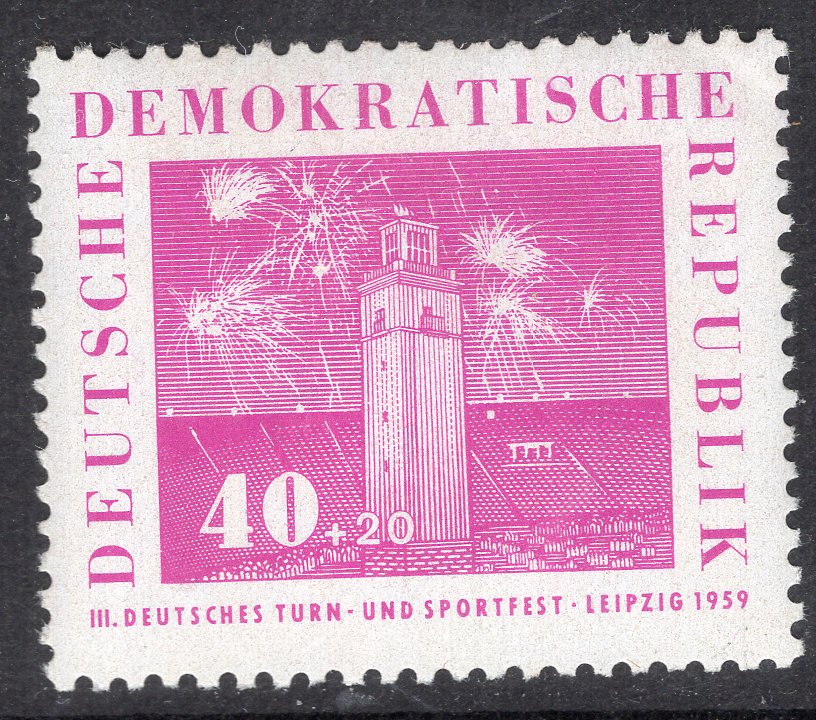 DEUTSCHE
DEMOKRATISCHE
REPUBLIK
40+20
III. DEUTSCHES TURN- UND SPORTFEST · LEIPZIG 1959